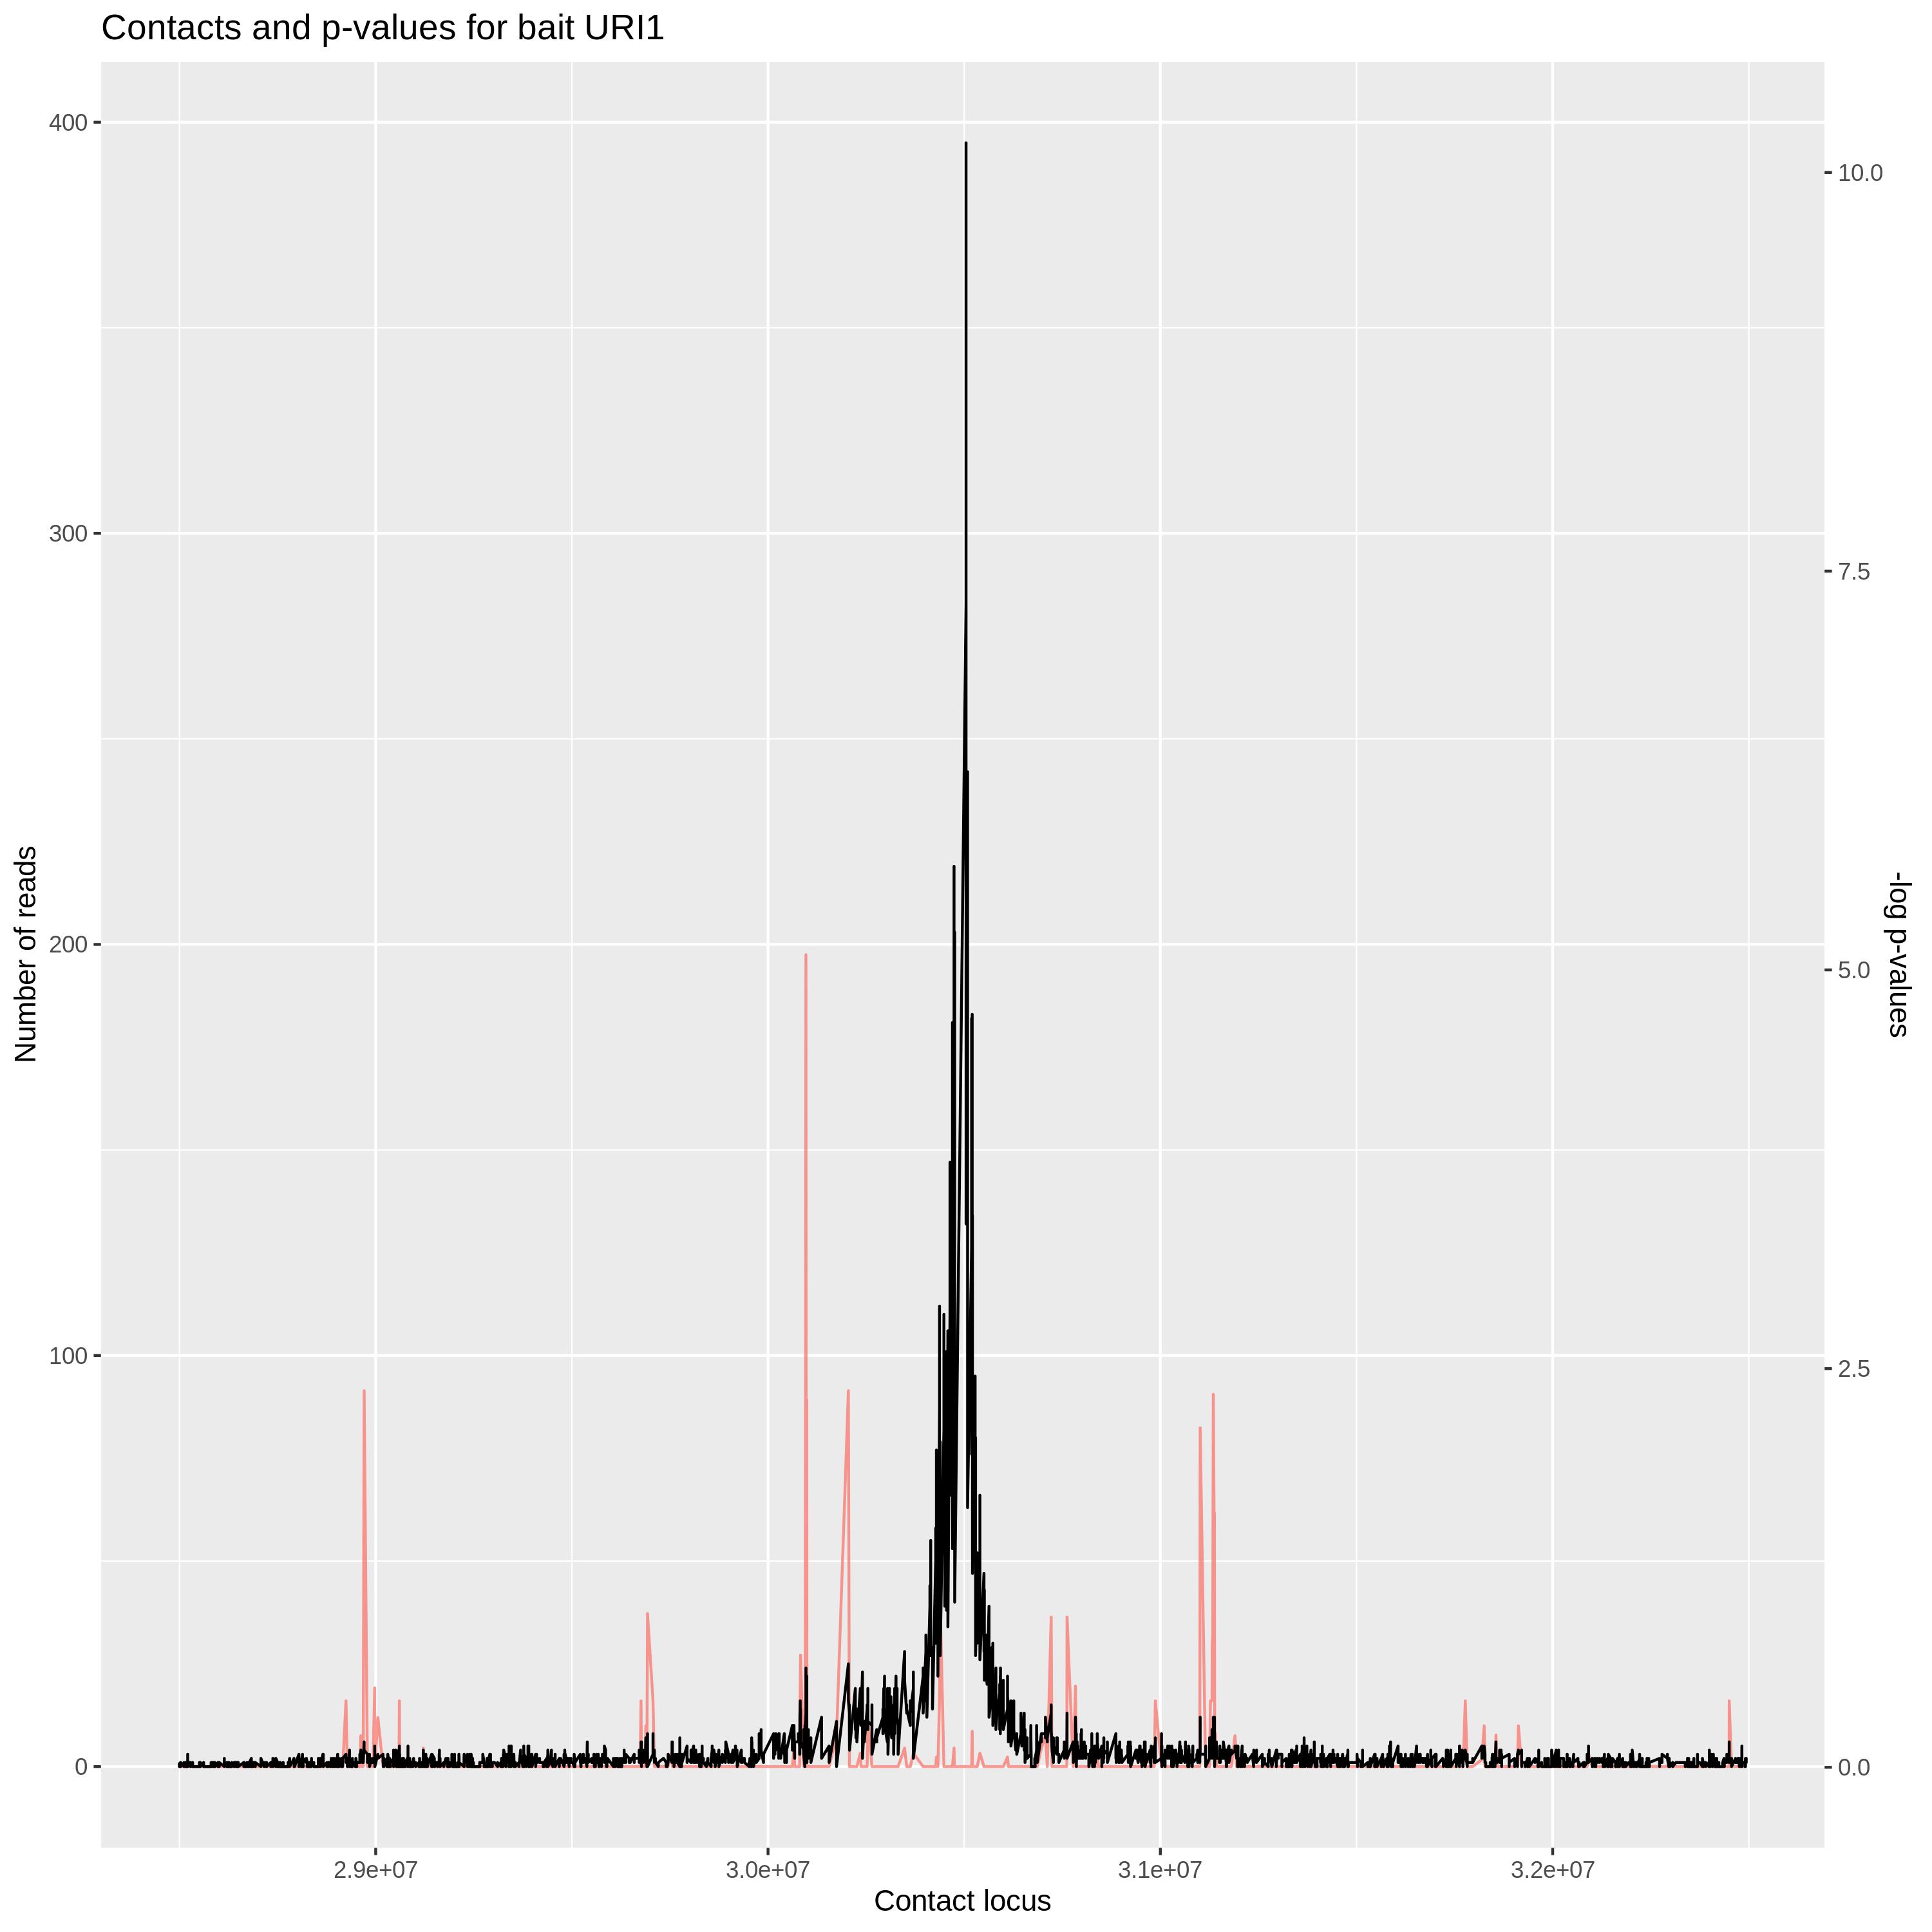 Contacts and p-values for bait URI1
400
300
200
100
0
Number of reads
10.0
7.5
5.0
2.5
0.0
-log p-values
2.9e+07
3.0e+07
3.1e+07
3.2e+07
Contact locus